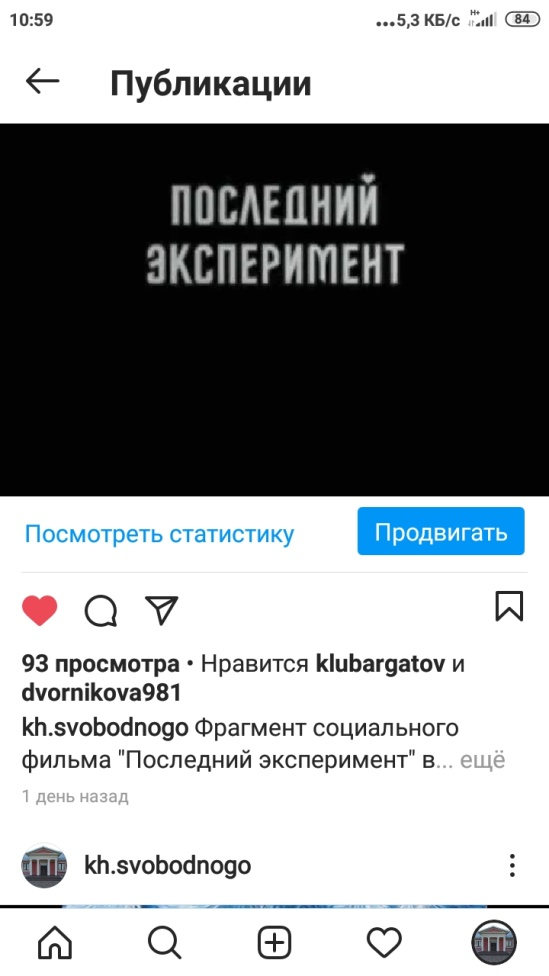 10:59
...5,3 КБ/с H+ 84
Публикации
ПОСЛЕДНИЙ
ЭКСПЕРИМЕНТ
Посмотреть статистику
Продвигать
93 просмотра • Нравится klubargatov и
dvornikova981
kh.svobodnogo Фрагмент социального
фильма "Последний эксперимент" в... ещё
1 день назад
kh.svobodnogo